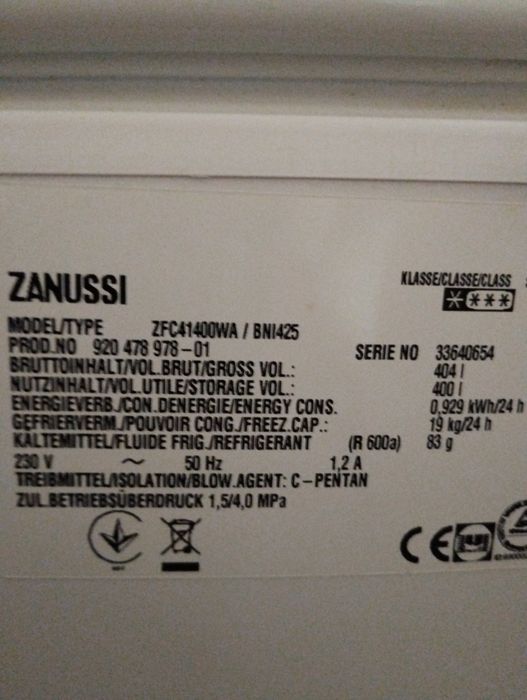 ZANUSSI
KLASSE/CLASSE/CLASS
MODEL/TYPE ZFC41400WA / BNI425
PROD.NO 920 478 978-01 SERIE NO 33640654
BRUTTOINHALT/VOL.BRUT/GROSS VOL.: 404 l
NUTZINHALT/VOL.UTILE/STORAGE VOL.: 400 l
ENERGIEVERB./CON.DENERGIE/ENERGY CONS. 0,929 kWh/24 h
GEFRIERVERM./POUVOIR CONG./FREEZ.CAP.: 19 kg/24 h
KALTEMITTEL/FLUIDE FRIG./REFRIGERANT (R 600a) 83 g
230 V ~ 50 Hz 1,2 A
TREIBMITTEL/ISOLATION/BLOW.AGENT: C-PENTAN
ZUL.BETRIEBSÜBERDRUCK 1,5/4,0 MPa
CE